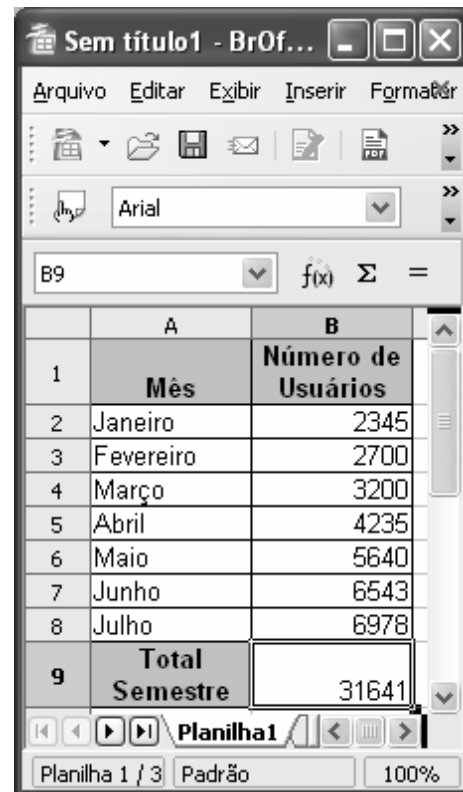 Sem título1 - BrOf...
Arquivo Editar Exibir Inserir Formatar
PDF
Arial
B9 f(x) Σ =
A B
1 Mês Número de Usuários
2 Janeiro 2345
3 Fevereiro 2700
4 Março 3200
5 Abril 4235
6 Maio 5640
7 Junho 6543
8 Julho 6978
9 Total Semestre 31641
Planilha1
Planilha 1 / 3 Padrão 100%